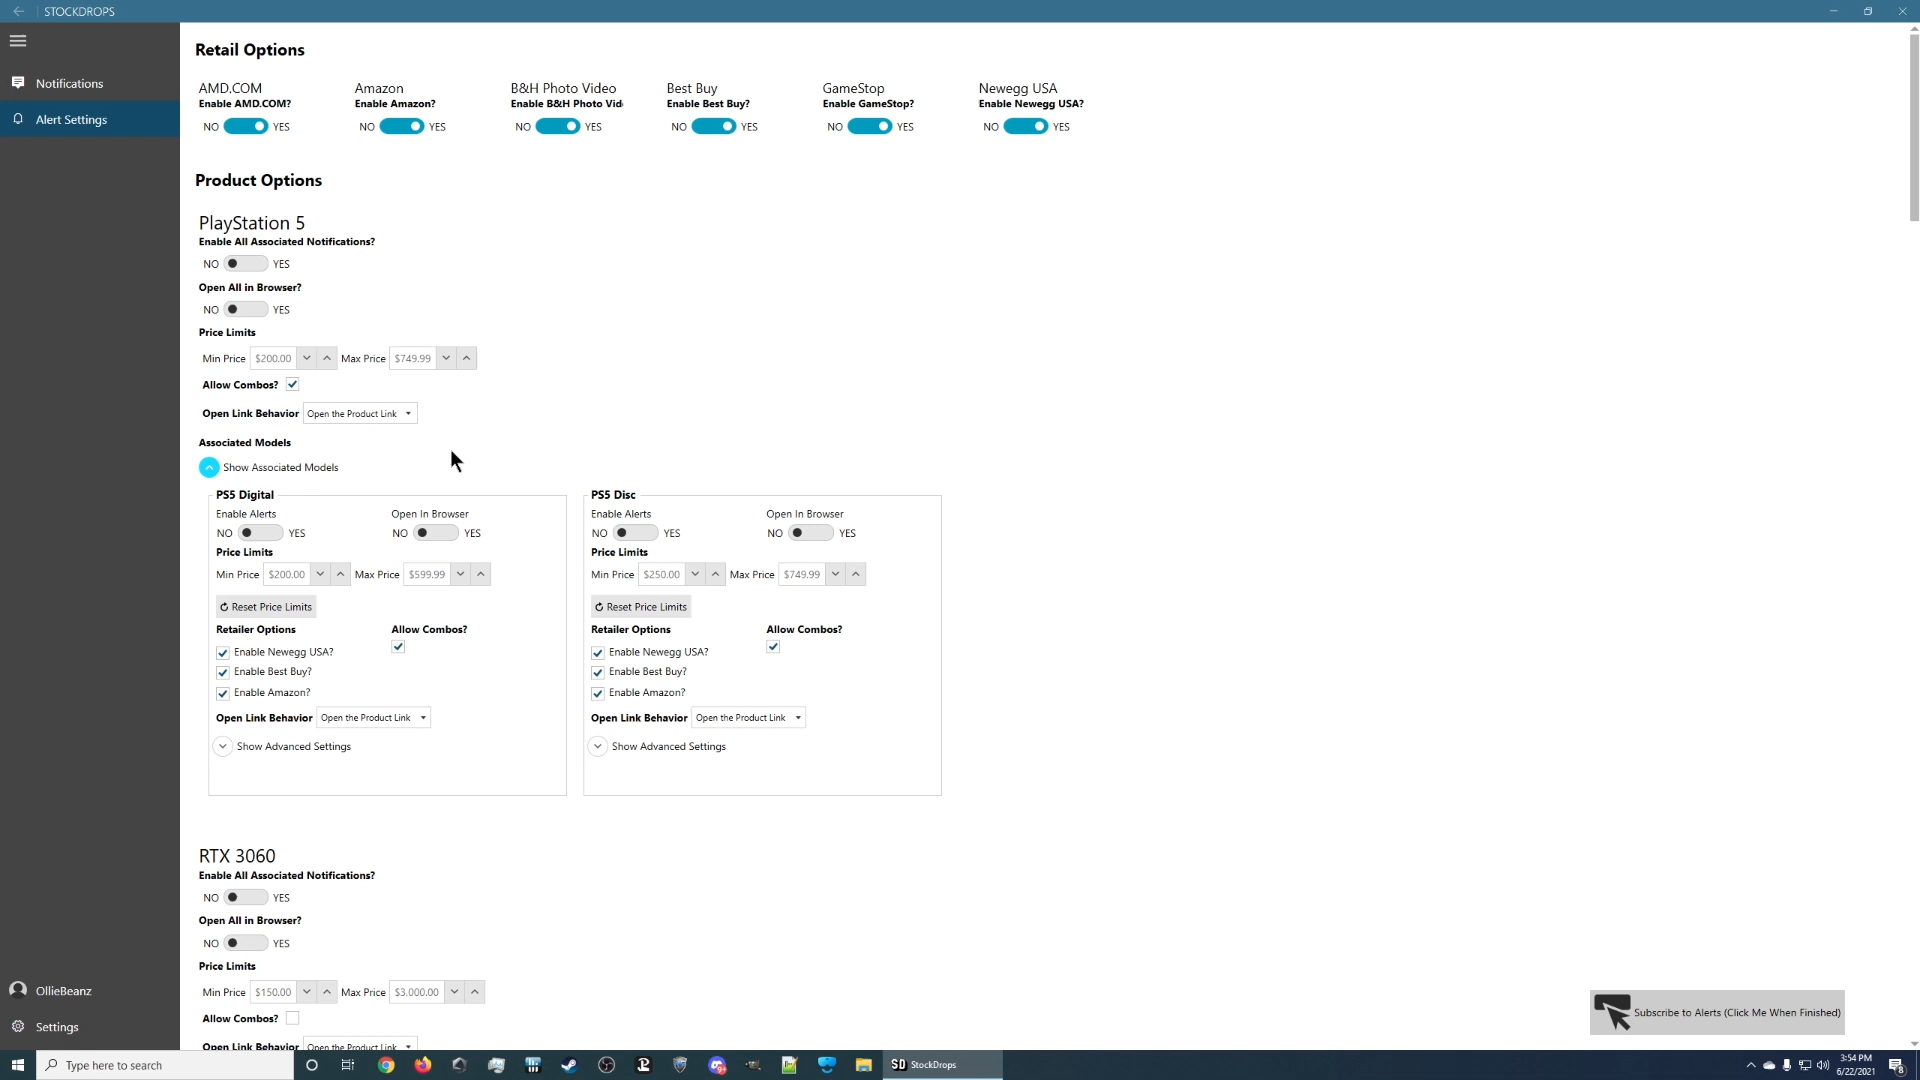 STOCKDROPS
Notifications
Alert Settings
Retail Options
AMD.COM
Enable AMD.COM?
NO YES
Amazon
Enable Amazon?
NO YES
B&H Photo Video
Enable B&H Photo Vid
NO YES
Best Buy
Enable Best Buy?
NO YES
GameStop
Enable GameStop?
NO YES
Newegg USA
Enable Newegg USA?
NO YES
Product Options
PlayStation 5
Enable All Associated Notifications?
NO YES
Open All in Browser?
NO YES
Price Limits
Min Price $200.00 Max Price $749.99
Allow Combos?
Open Link Behavior Open the Product Link
Associated Models
Show Associated Models
PS5 Digital
Enable Alerts Open In Browser
NO YES NO YES
Price Limits
Min Price $200.00 Max Price $599.99
Reset Price Limits
Retailer Options Allow Combos?
Enable Newegg USA?
Enable Best Buy?
Enable Amazon?
Open Link Behavior Open the Product Link
Show Advanced Settings
PS5 Disc
Enable Alerts Open In Browser
NO YES NO YES
Price Limits
Min Price $250.00 Max Price $749.99
Reset Price Limits
Retailer Options Allow Combos?
Enable Newegg USA?
Enable Best Buy?
Enable Amazon?
Open Link Behavior Open the Product Link
Show Advanced Settings
RTX 3060
Enable All Associated Notifications?
NO YES
Open All in Browser?
NO YES
Price Limits
Min Price $150.00 Max Price $3,000.00
Allow Combos?
Open Link Behavior Open the Product Link
OllieBeanz
Settings
Subscribe to Alerts (Click Me When Finished)
Type here to search
SD StockDrops
3:54 PM
6/22/2021
8